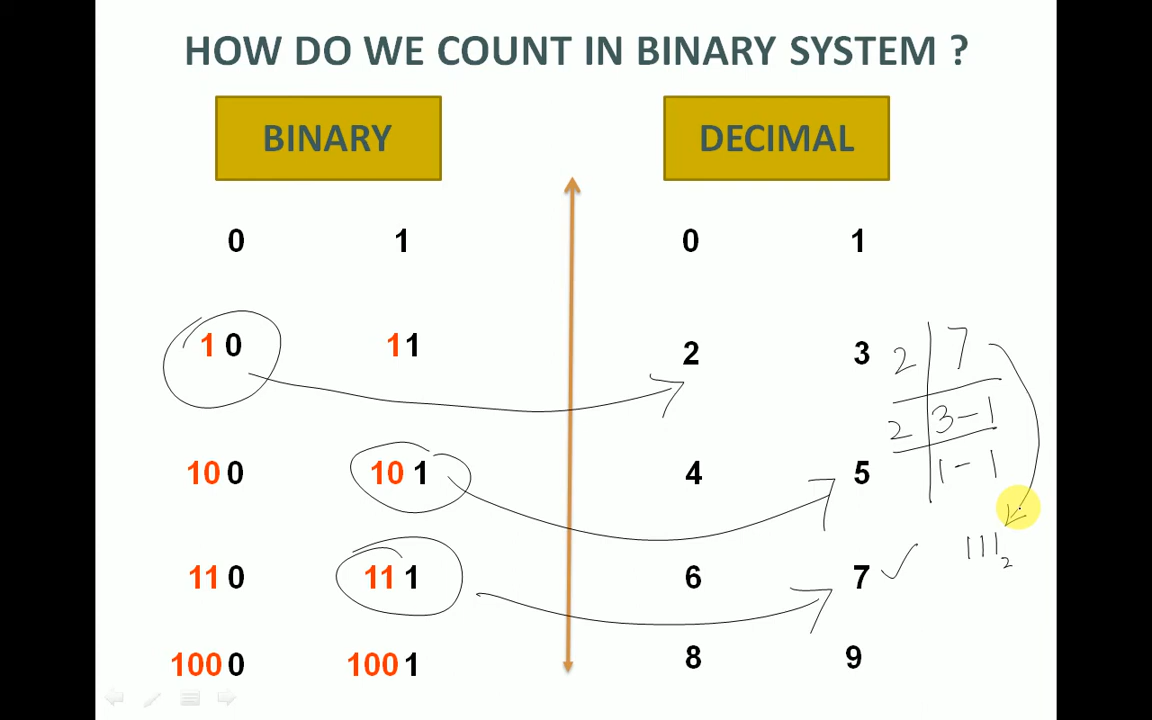 HOW DO WE COUNT IN BINARY SYSTEM ?
BINARY DECIMAL
0 1 0 1
10 11 2 3
2 7
2 3-1
1-1
111₂
100 101 4 5
110 111 6 7
1000 1001 8 9